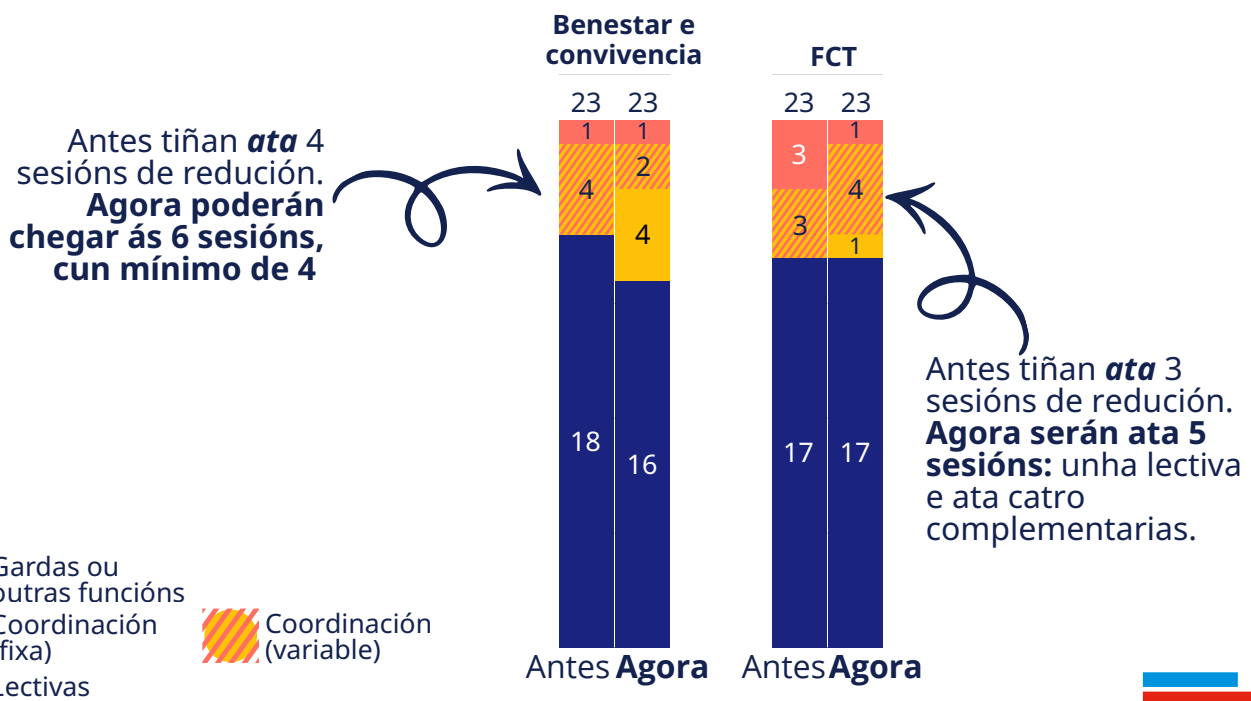 Benestar e
convivencia
FCT
23 23
23 23
Antes tiñan ata 4
sesións de redución.
Agora poderán
chegar ás 6 sesións,
cun mínimo de 4
1 1
2
4
4
18
16
1
3
4
3
1
17 17
Antes tiñan ata 3
sesións de redución.
Agora serán ata 5
sesións: unha lectiva
e ata catro
complementarias.
Gardas ou
outras funcións
Coordinación
(fixa)
Coordinación
(variable)
Lectivas
Antes Agora
Antes Agora